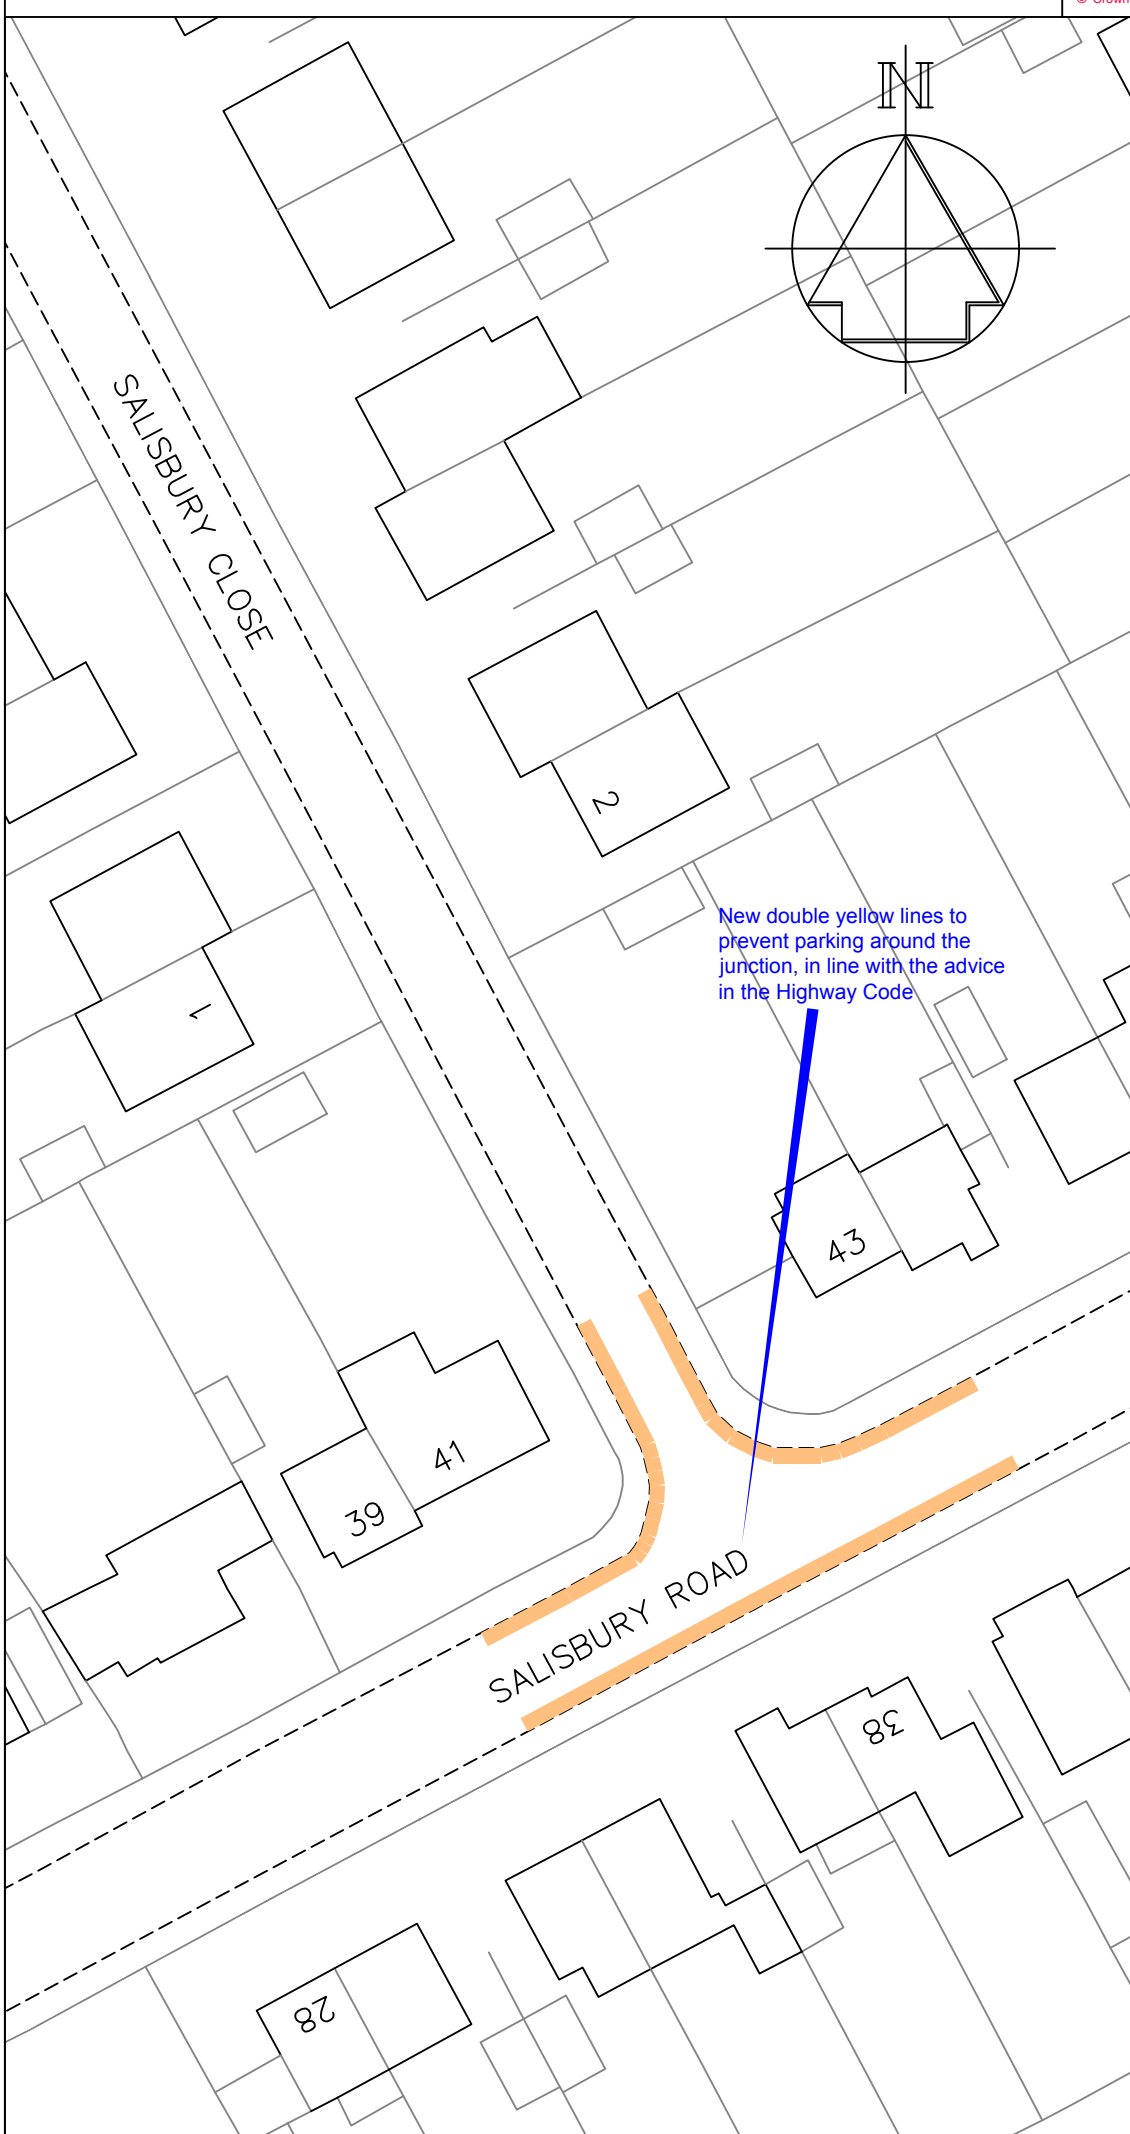 © Crown
N
SALISBURY CLOSE
2
New double yellow lines to
prevent parking around the
junction, in line with the advice
in the Highway Code
1
43
41
39
SALISBURY ROAD
38
28